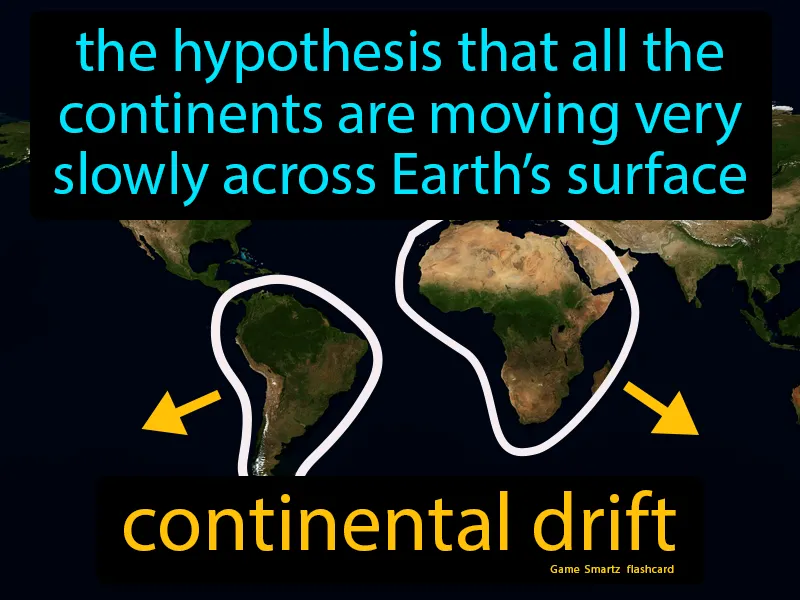 the hypothesis that all the
continents are moving very
slowly across Earth’s surface
continental drift
Game Smartz flashcard